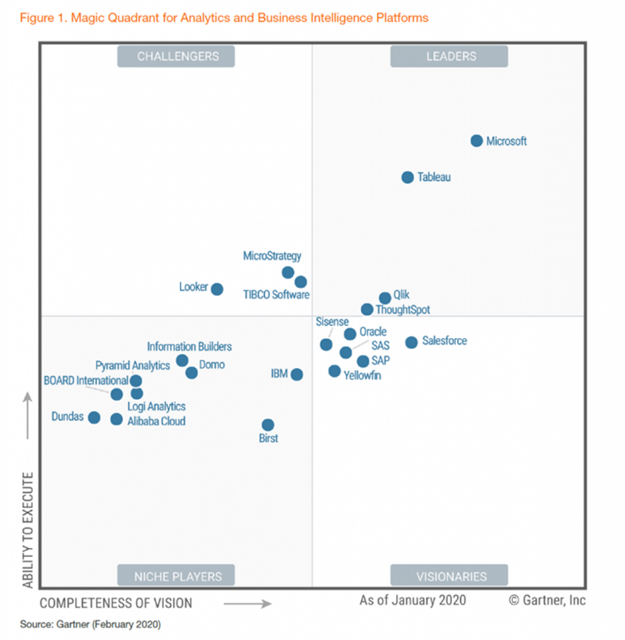 Figure 1. Magic Quadrant for Analytics and Business Intelligence Platforms
CHALLENGERS
LEADERS
Microsoft
Tableau
MicroStrategy
Looker
TIBCO Software
Qlik
ThoughtSpot
Sisense
Oracle
Salesforce
SAS
SAP
Yellowfin
Information Builders
Domo
Pyramid Analytics
IBM
BOARD International
Logi Analytics
Dundas
Alibaba Cloud
Birst
ABILITY TO EXECUTE
NICHE PLAYERS
VISIONARIES
COMPLETENESS OF VISION
As of January 2020
© Gartner, Inc
Source: Gartner (February 2020)